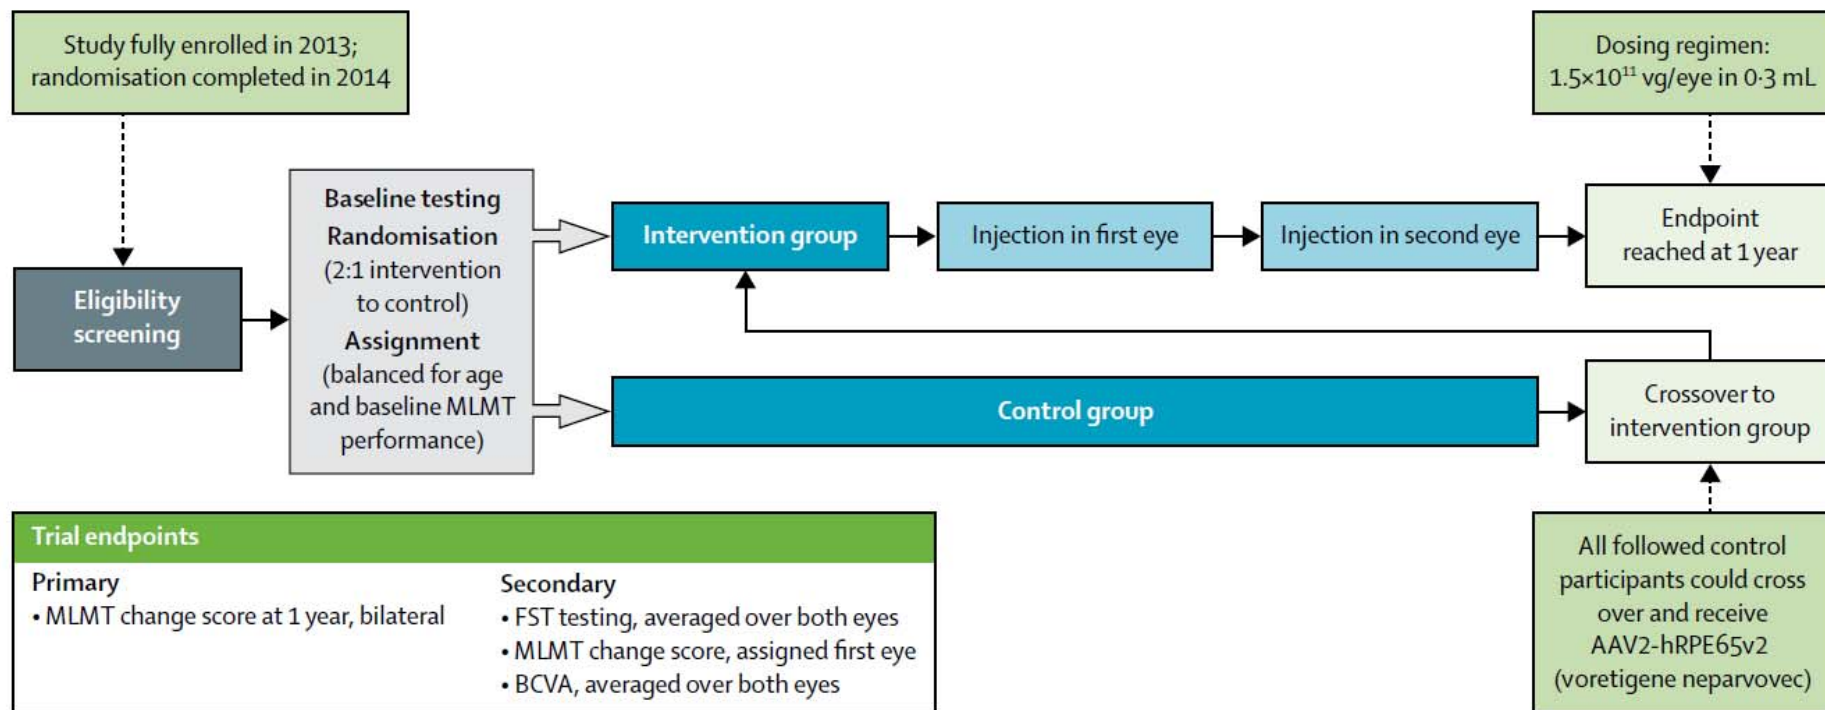 Study fully enrolled in 2013;
randomisation completed in 2014
Dosing regimen:
1.5×10¹¹ vg/eye in 0·3 mL
Eligibility
screening
Baseline testing
Randomisation
(2:1 intervention
to control)
Assignment
(balanced for age
and baseline MLMT
performance)
Intervention group
Injection in first eye
Injection in second eye
Endpoint
reached at 1 year
Control group
Crossover to
intervention group
Trial endpoints
Primary
• MLMT change score at 1 year, bilateral
Secondary
• FST testing, averaged over both eyes
• MLMT change score, assigned first eye
• BCVA, averaged over both eyes
All followed control
participants could cross
over and receive
AAV2-hRPE65v2
(voretigene neparvovec)